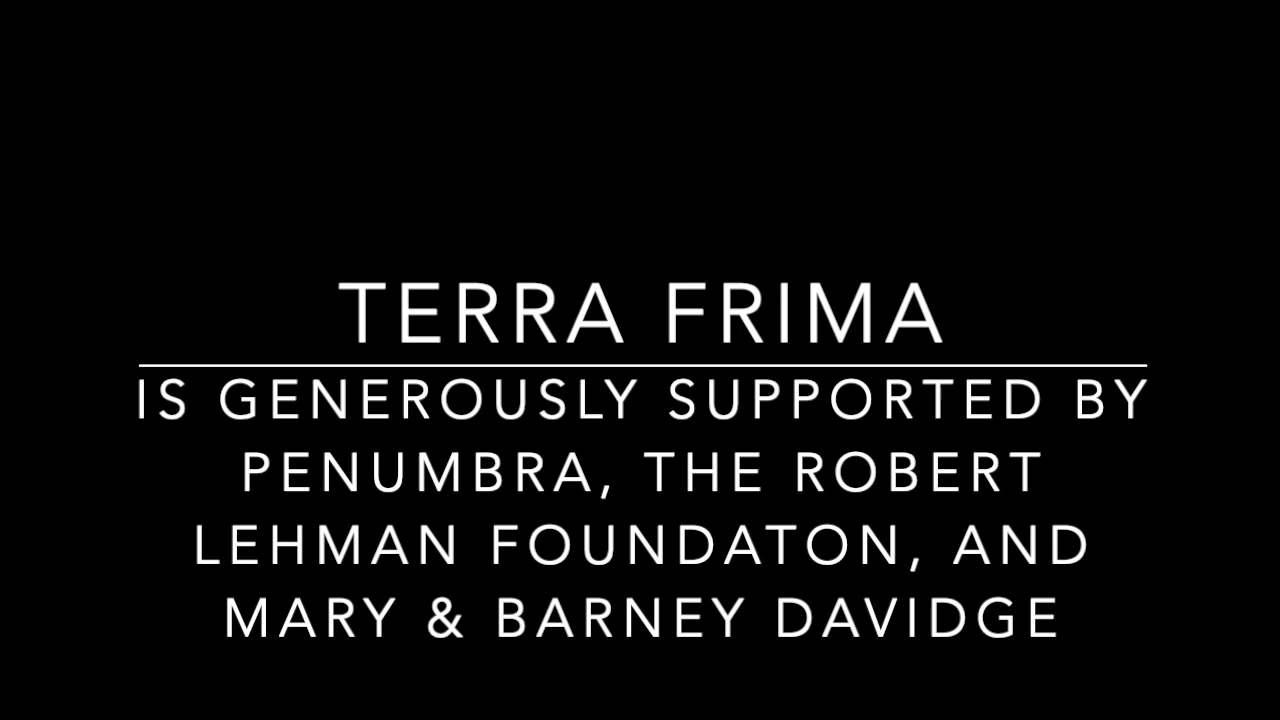 TERRA FRIMA
IS GENEROUSLY SUPPORTED BY
PENUMBRA, THE ROBERT
LEHMAN FOUNDATON, AND
MARY & BARNEY DAVIDGE